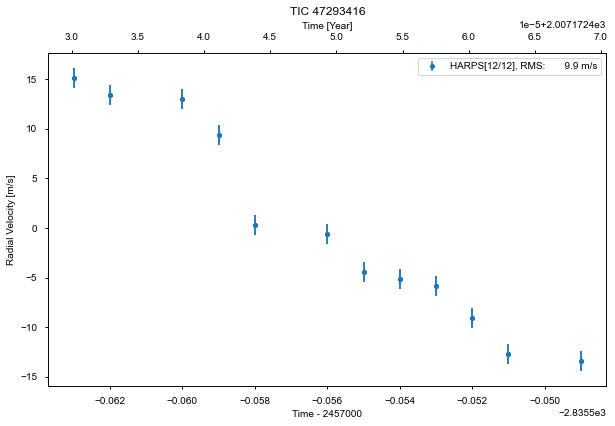 TIC 47293416
Time [Year]
1e−5+2.0071724e3
3.0 3.5 4.0 4.5 5.0 5.5 6.0 6.5 7.0
HARPS[12/12], RMS: 9.9 m/s
Radial Velocity [m/s]
15
10
5
0
−5
−10
−15
−0.062 −0.060 −0.058 −0.056 −0.054 −0.052 −0.050
Time - 2457000
−2.8355e3